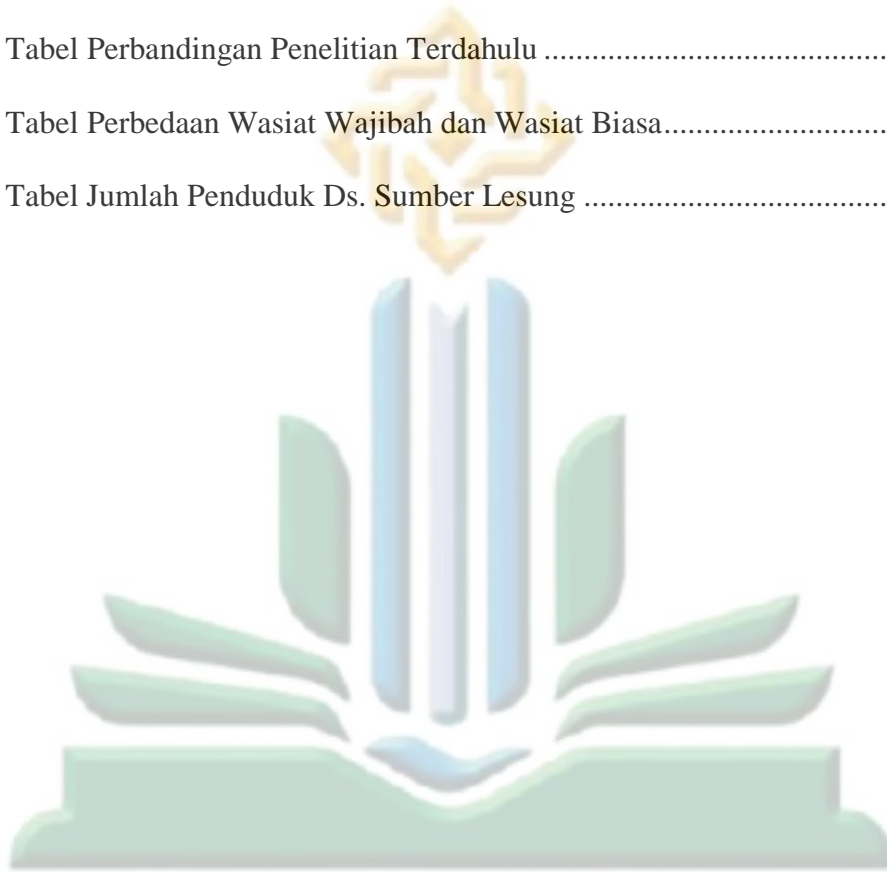 Tabel Perbandingan Penelitian Terdahulu ....................................
Tabel Perbedaan Wasiat Wajibah dan Wasiat Biasa.......................
Tabel Jumlah Penduduk Ds. Sumber Lesung ................................